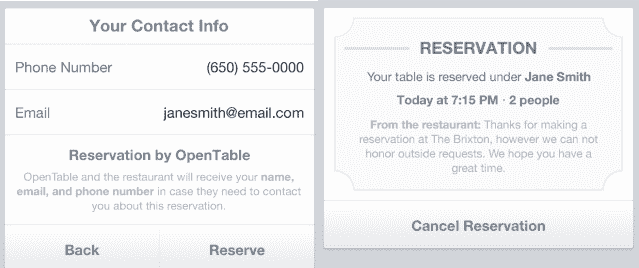 Your Contact Info
Phone Number (650) 555-0000
Email janesmith@email.com
Reservation by OpenTable
OpenTable and the restaurant will receive your name,
email, and phone number in case they need to contact
you about this reservation.
Back Reserve
RESERVATION
Your table is reserved under Jane Smith
Today at 7:15 PM · 2 people
From the restaurant: Thanks for making a
reservation at The Brixton, however we can not
honor outside requests. We hope you have a
great time.
Cancel Reservation